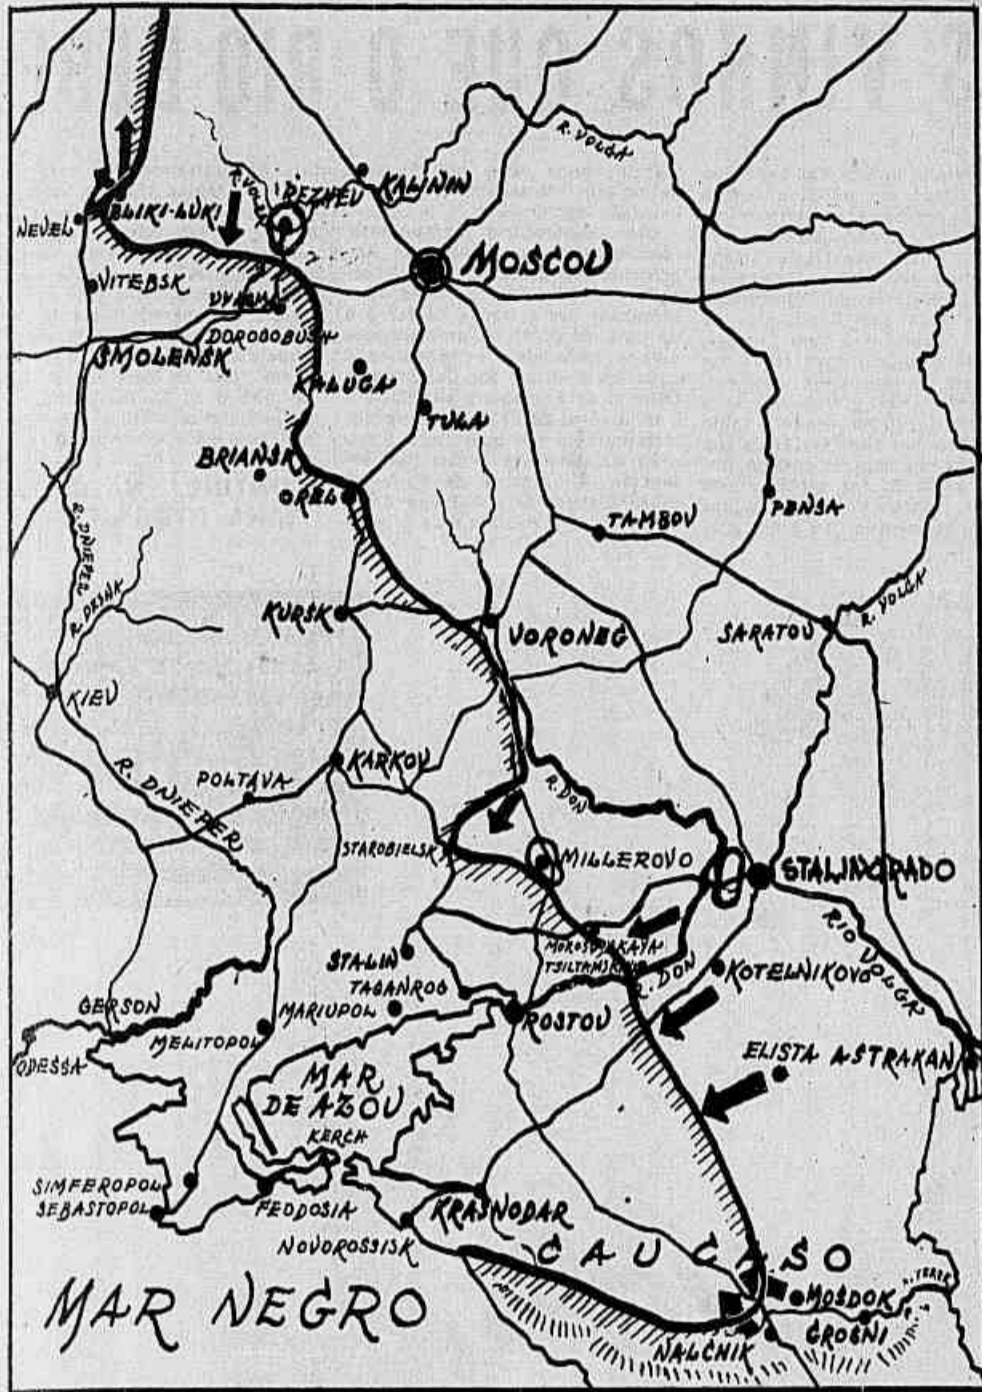 R. VOLGA
R. VOLGA
REZHEV
KALININ
NEVEL
BLIKI-LUKI
MOSCOU
VITEBSK
DOROGOBUSH
SMOLENSK
KALUGA
TULA
BRIANSK
OREL
PENSA
TAMBOV
R. DNIEPER
R. DESNA
R. VOLGA
KURSK
VORONEG
SARATOV
KIEV
KARKOV
R. DNIEPER
POLTAVA
R. DON
STAROBIELSK
MILLEROVO
STALINGRADO
RIO VOLGA
STALIN
R. DON
KOTELNIKOVO
TAGANROG
GERSON
MARIUPOL
ROSTOV
MELITOPOL
ODESSA
ELISTA
ASTRAKAN
MAR
DE AZOV
KERCH
SIMFEROPOL
SEBASTOPOL
FEODOSIA
KRASNODAR
NOVOROSSISK
CAUCASO
R. TEREK
MOSDOK
MAR NEGRO
GROSNI
NALCHIK